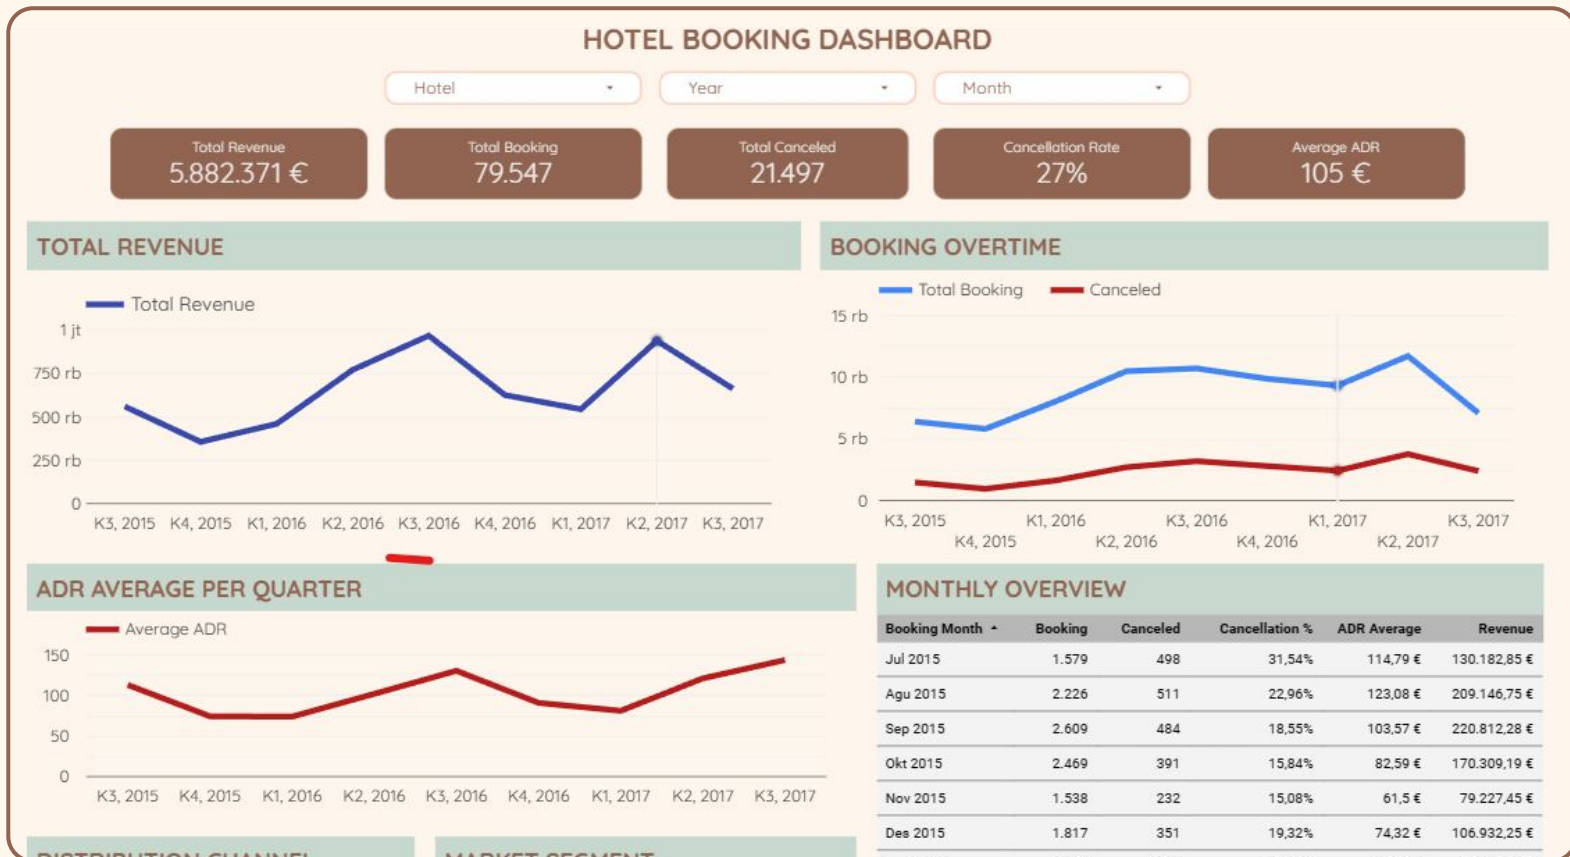 HOTEL BOOKING DASHBOARD
Hotel Year Month
Total Revenue
5.882.371 €
Total Booking
79.547
Total Canceled
21.497
Cancellation Rate
27%
Average ADR
105 €
TOTAL REVENUE
Total Revenue
1 jt
750 rb
500 rb
250 rb
0
K3, 2015 K4, 2015 K1, 2016 K2, 2016 K3, 2016 K4, 2016 K1, 2017 K2, 2017 K3, 2017
BOOKING OVERTIME
Total Booking Canceled
15 rb
10 rb
5 rb
0
K3, 2015 K1, 2016 K3, 2016 K1, 2017 K3, 2017
K4, 2015 K2, 2016 K4, 2016 K2, 2017
ADR AVERAGE PER QUARTER
Average ADR
150
100
50
0
K3, 2015 K4, 2015 K1, 2016 K2, 2016 K3, 2016 K4, 2016 K1, 2017 K2, 2017 K3, 2017
MONTHLY OVERVIEW
Booking Month Booking Canceled Cancellation % ADR Average Revenue
Jul 2015 1.579 498 31,54% 114,79 € 130.182,85 €
Agu 2015 2.226 511 22,96% 123,08 € 209.146,75 €
Sep 2015 2.609 484 18,55% 103,57 € 220.812,28 €
Okt 2015 2.469 391 15,84% 82,59 € 170.309,19 €
Nov 2015 1.538 232 15,08% 61,5 € 79.227,45 €
Des 2015 1.817 351 19,32% 74,32 € 106.932,25 €
DISTRIBUTION CHANNEL
MARKET SEGMENT